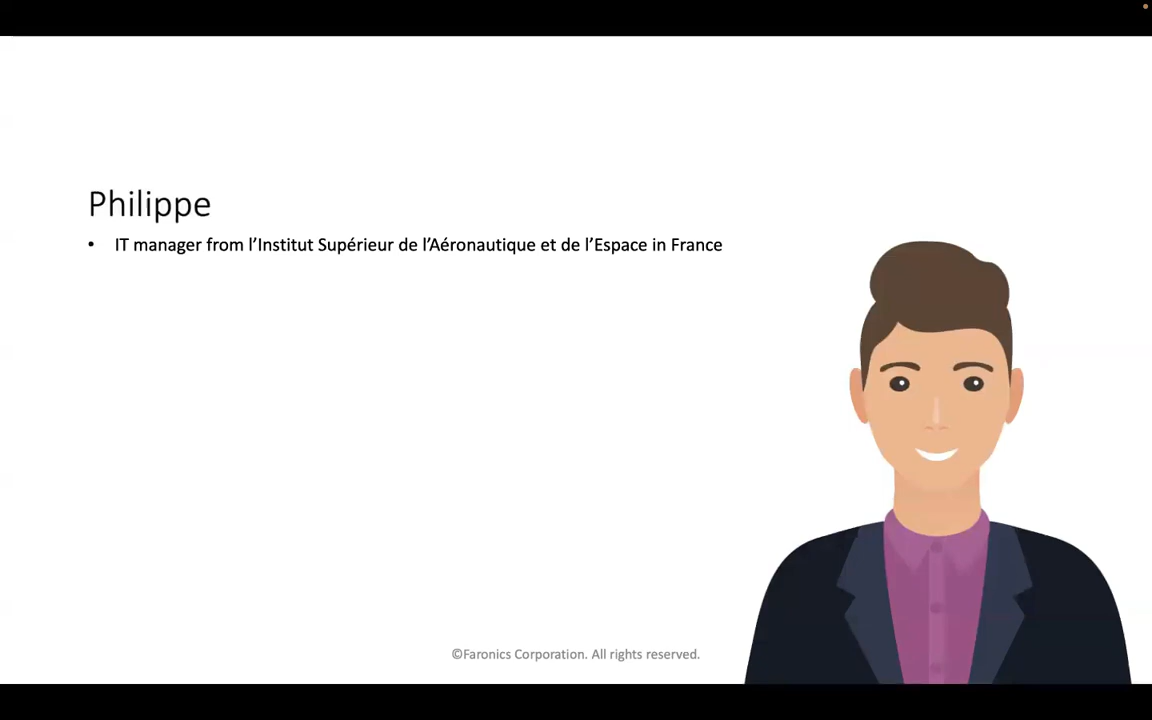 Philippe
• IT manager from l’Institut Supérieur de l’Aéronautique et de l’Espace in France
©Faronics Corporation. All rights reserved.